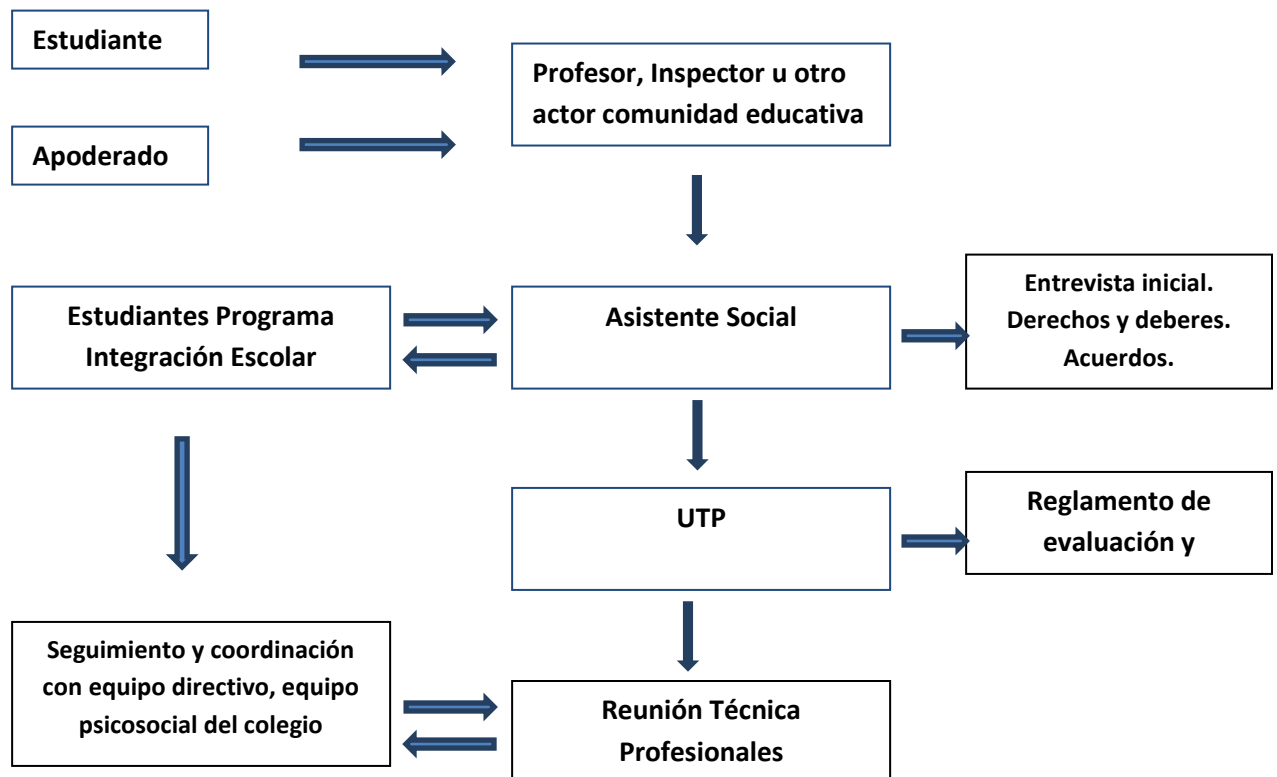 Estudiante
Profesor, Inspector u otro
actor comunidad educativa
Apoderado
Estudiantes Programa
Integración Escolar
Asistente Social
Entrevista inicial.
Derechos y deberes.
Acuerdos.
UTP
Reglamento de
evaluación y
Seguimiento y coordinación
con equipo directivo, equipo
psicosocial del colegio
Reunión Técnica
Profesionales